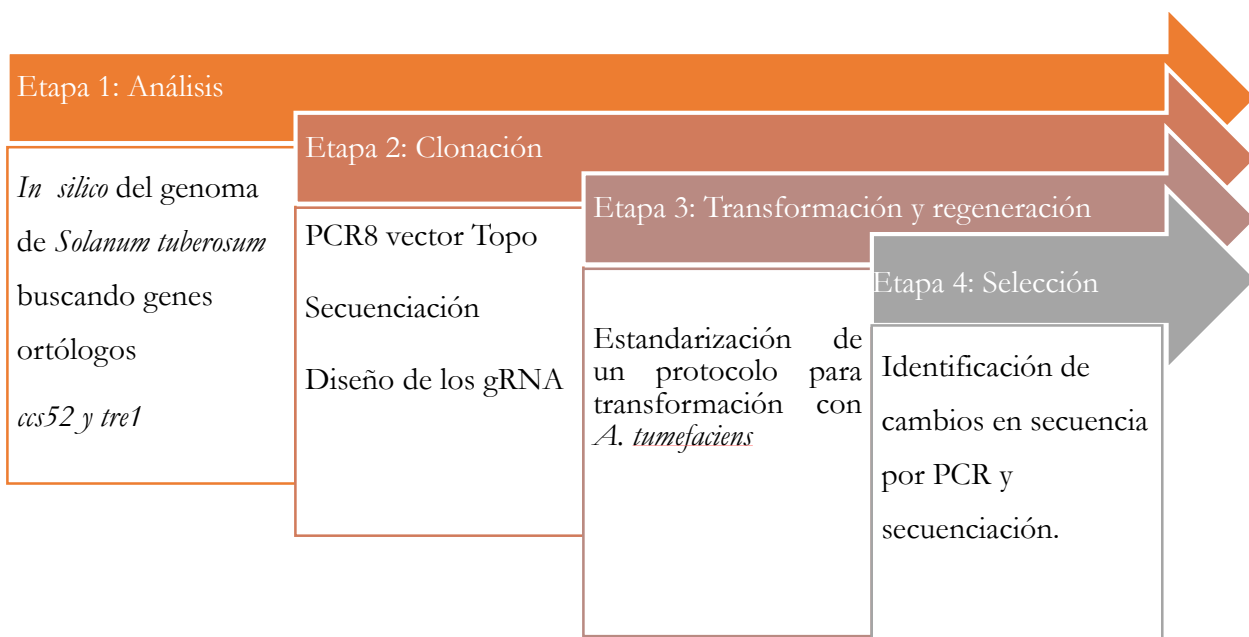 Etapa 1: Análisis
In silico del genoma
de Solanum tuberosum
buscando genes
ortólogos
ccs52 y tre1
Etapa 2: Clonación
PCR8 vector Topo
Secuenciación
Diseño de los gRNA
Etapa 3: Transformación y regeneración
Estandarización de
un protocolo para
transformación con
A. tumefaciens
Etapa 4: Selección
Identificación de
cambios en secuencia
por PCR y
secuenciación.